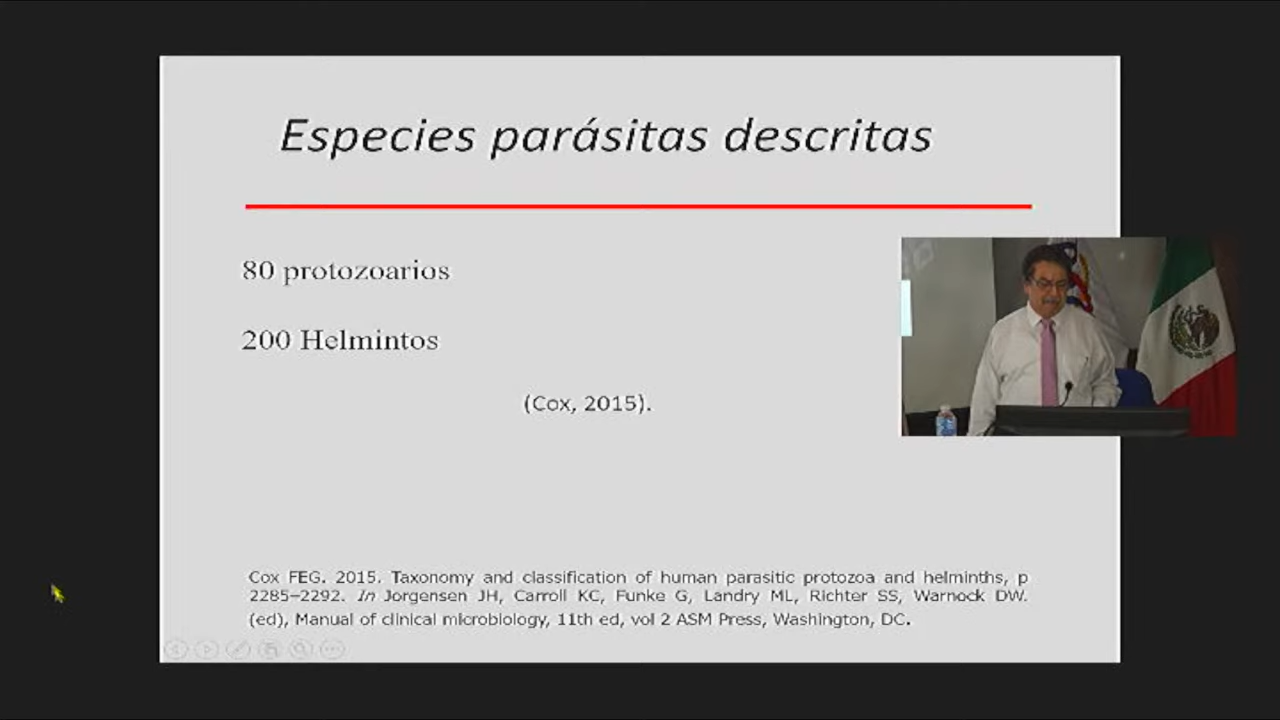 Especies parásitas descritas
80 protozoarios
200 Helmintos
(Cox, 2015).
Cox FEG. 2015. Taxonomy and classification of human parasitic protozoa and helminths, p
2285–2292. In Jorgensen JH, Carroll KC, Funke G, Landry ML, Richter SS, Warnock DW.
(ed), Manual of clinical microbiology, 11th ed, vol 2 ASM Press, Washington, DC.